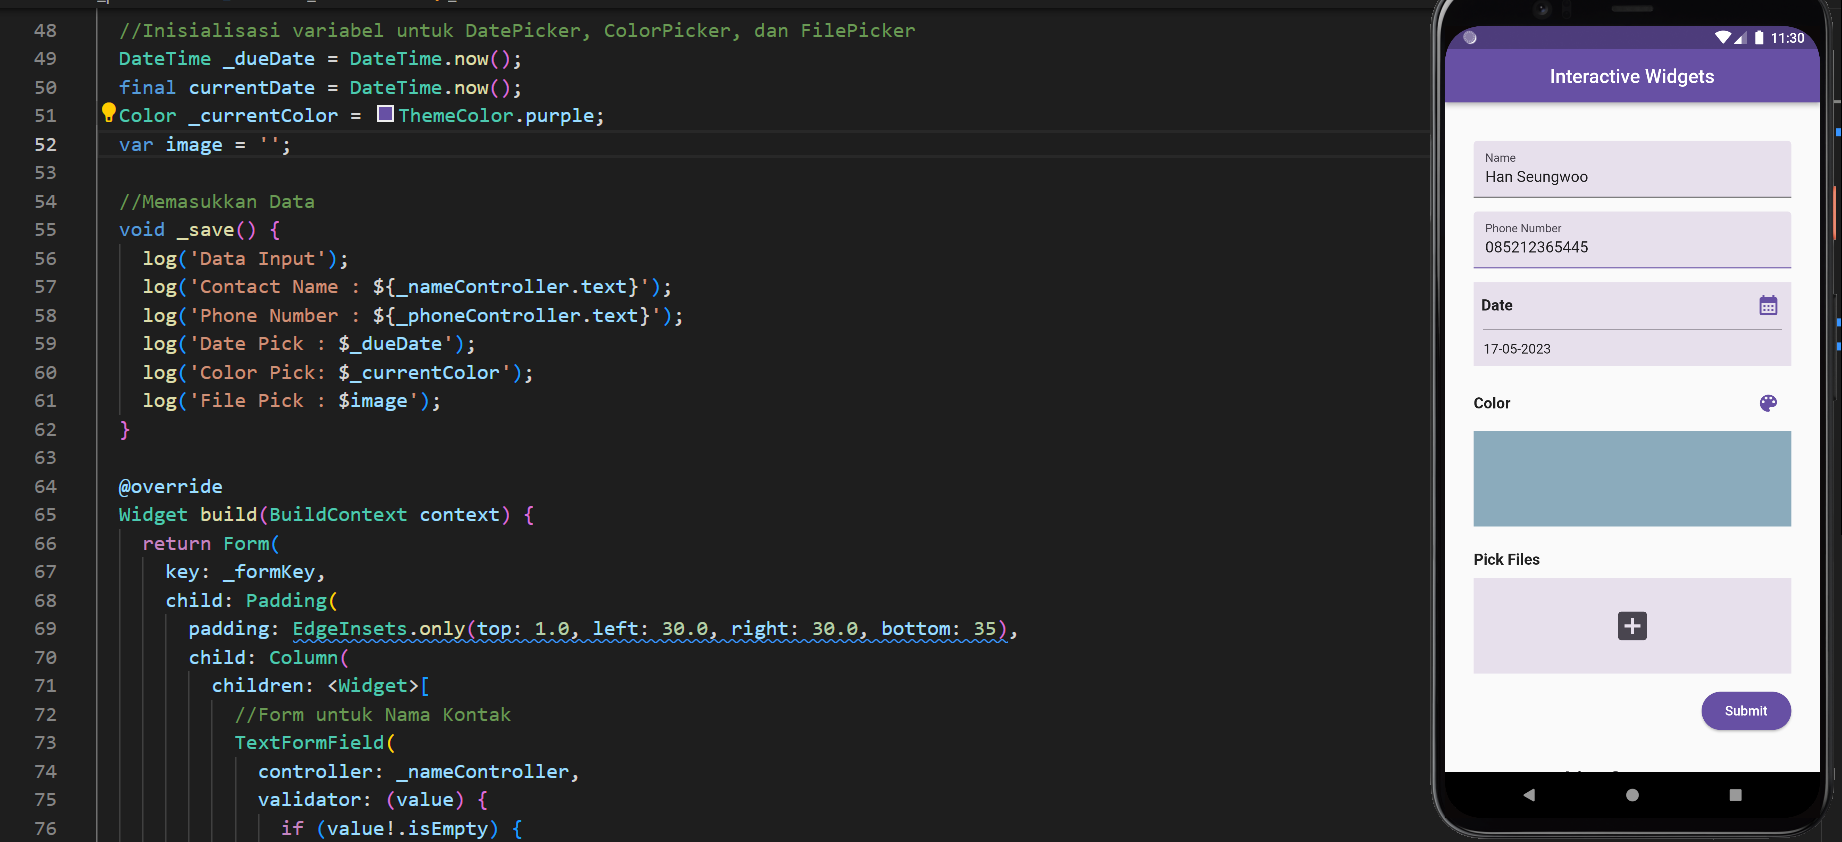 48 //Inisialisasi variabel untuk DatePicker, ColorPicker, dan FilePicker
49 DateTime _dueDate = DateTime.now();
50 final currentDate = DateTime.now();
51 Color _currentColor = ThemeColor.purple;
52 var image = '';
53
54 //Memasukkan Data
55 void _save() {
56 log('Data Input');
57 log('Contact Name : ${_nameController.text}');
58 log('Phone Number : ${_phoneController.text}');
59 log('Date Pick : $_dueDate');
60 log('Color Pick: $_currentColor');
61 log('File Pick : $image');
62 }
63
64 @override
65 Widget build(BuildContext context) {
66 return Form(
67 key: _formKey,
68 child: Padding(
69 padding: EdgeInsets.only(top: 1.0, left: 30.0, right: 30.0, bottom: 35),
70 child: Column(
71 children: <Widget>[
72 //Form untuk Nama Kontak
73 TextFormField(
74 controller: _nameController,
75 validator: (value) {
76 if (value!.isEmpty) {
11:30
Interactive Widgets
Name
Han Seungwoo
Phone Number
085212365445
Date
17-05-2023
Color
Pick Files
Submit